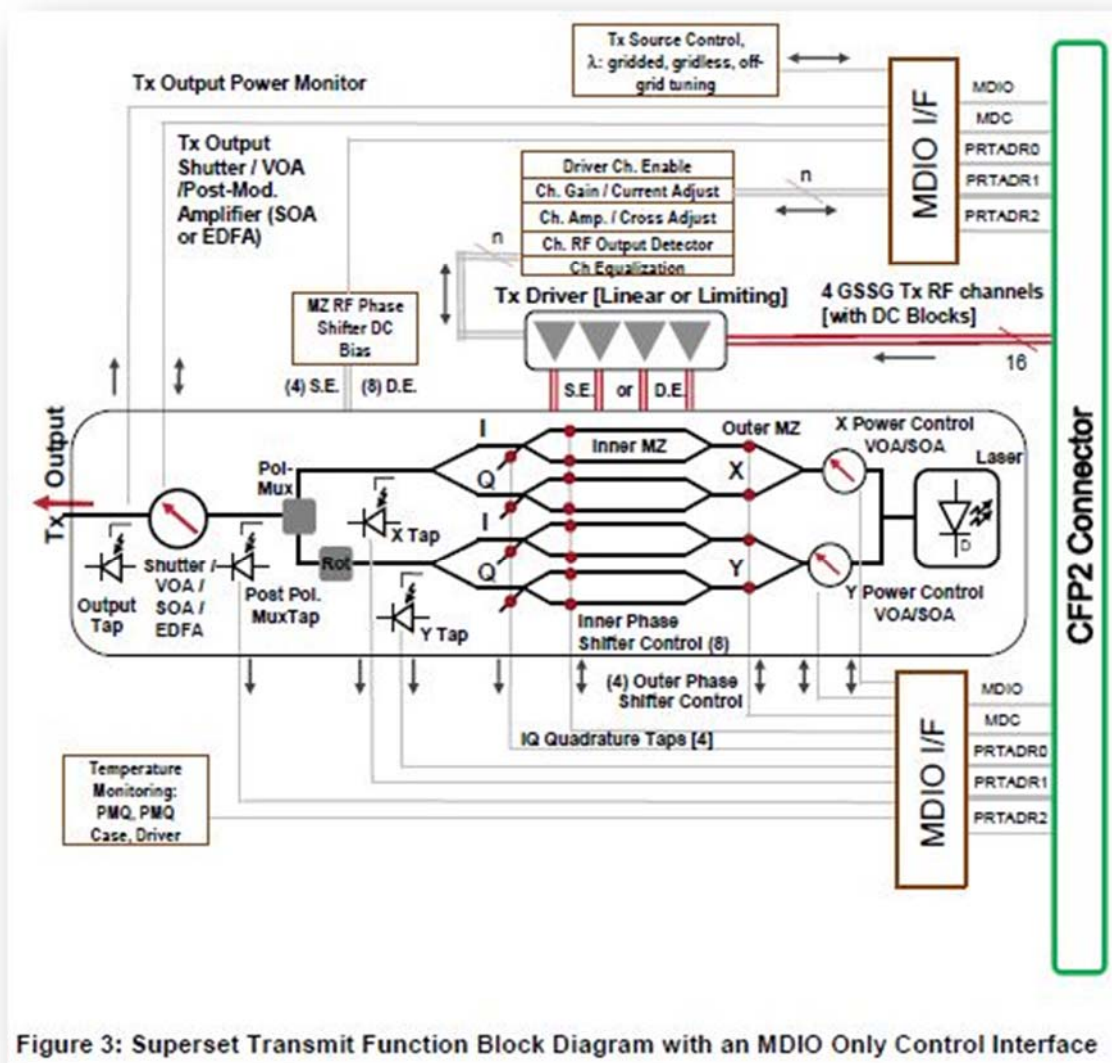 Tx Source Control,
λ: gridded, gridless, off-
grid tuning
Tx Output Power Monitor
Tx Output
Shutter / VOA
/Post-Mod.
Amplifier (SOA
or EDFA)
MDIO I/F
MDIO
MDC
PRTADR0
PRTADR1
PRTADR2
Driver Ch. Enable
Ch. Gain / Current Adjust
Ch. Amp. / Cross Adjust
Ch. RF Output Detector
Ch Equalization
n
n
Tx Driver [Linear or Limiting]
4 GSSG Tx RF channels
[with DC Blocks]
16
MZ RF Phase
Shifter DC
Bias
(4) S.E.
(8) D.E.
S.E. or D.E.
CFP2 Connector
Tx Output
Pol-
Mux
I
Q
I
Q
Inner MZ
Outer MZ
X
Y
X Power Control
VOA/SOA
Laser
D
X Tap
Rot
Y Tap
Output
Tap
Shutter /
VOA /
SOA /
EDFA
Post Pol.
MuxTap
Inner Phase
Shifter Control (8)
Y Power Control
VOA/SOA
(4) Outer Phase
Shifter Control
IQ Quadrature Taps [4]
Temperature
Monitoring:
PMQ, PMQ
Case, Driver
MDIO I/F
MDIO
MDC
PRTADR0
PRTADR1
PRTADR2
Figure 3: Superset Transmit Function Block Diagram with an MDIO Only Control Interface